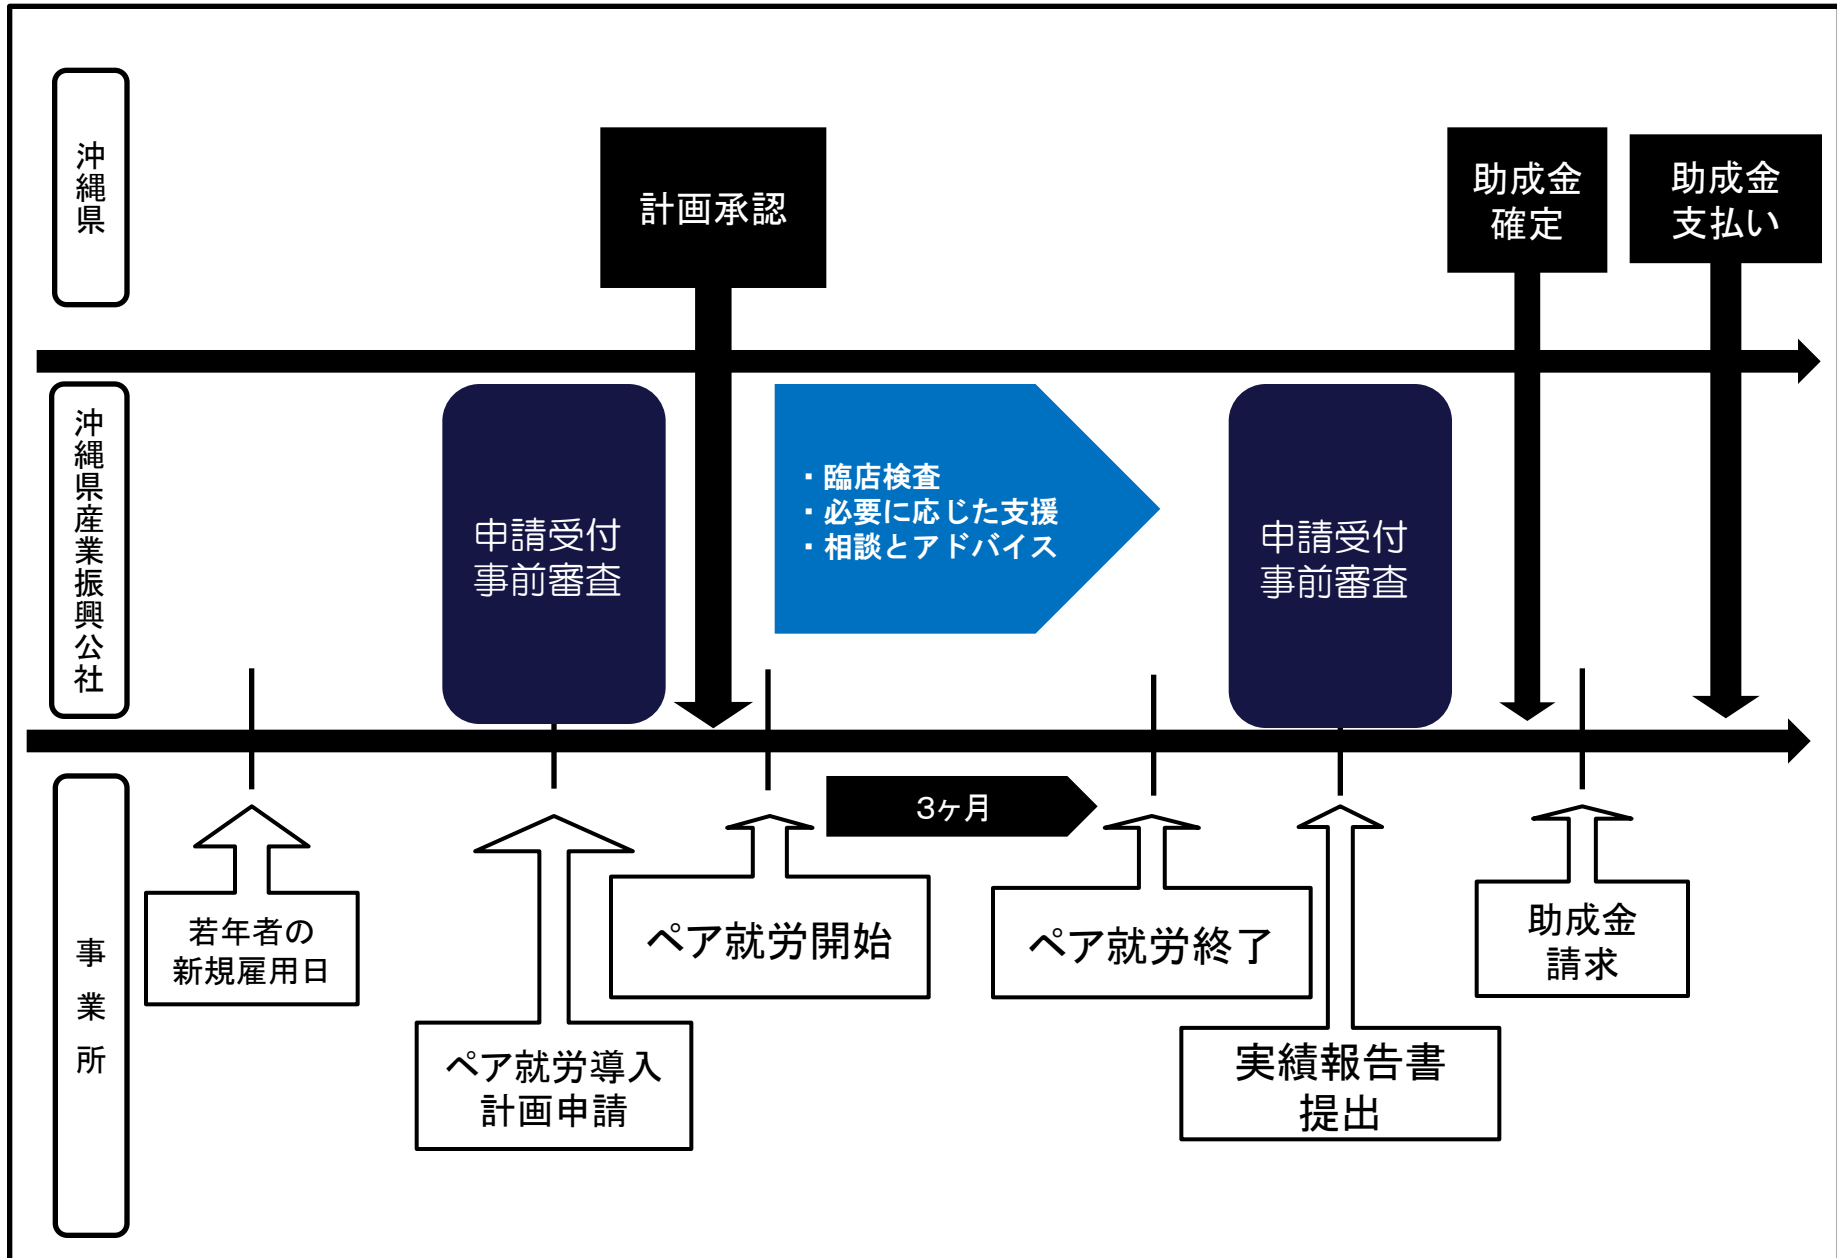 沖縄県
計画承認
助成金
確定
助成金
支払い
沖縄県産業振興公社
申請受付
事前審査
・臨店検査
・必要に応じた支援
・相談とアドバイス
申請受付
事前審査
事業所
3ヶ月
若年者の
新規雇用日
ペア就労導入
計画申請
ペア就労開始
ペア就労終了
実績報告書
提出
助成金
請求